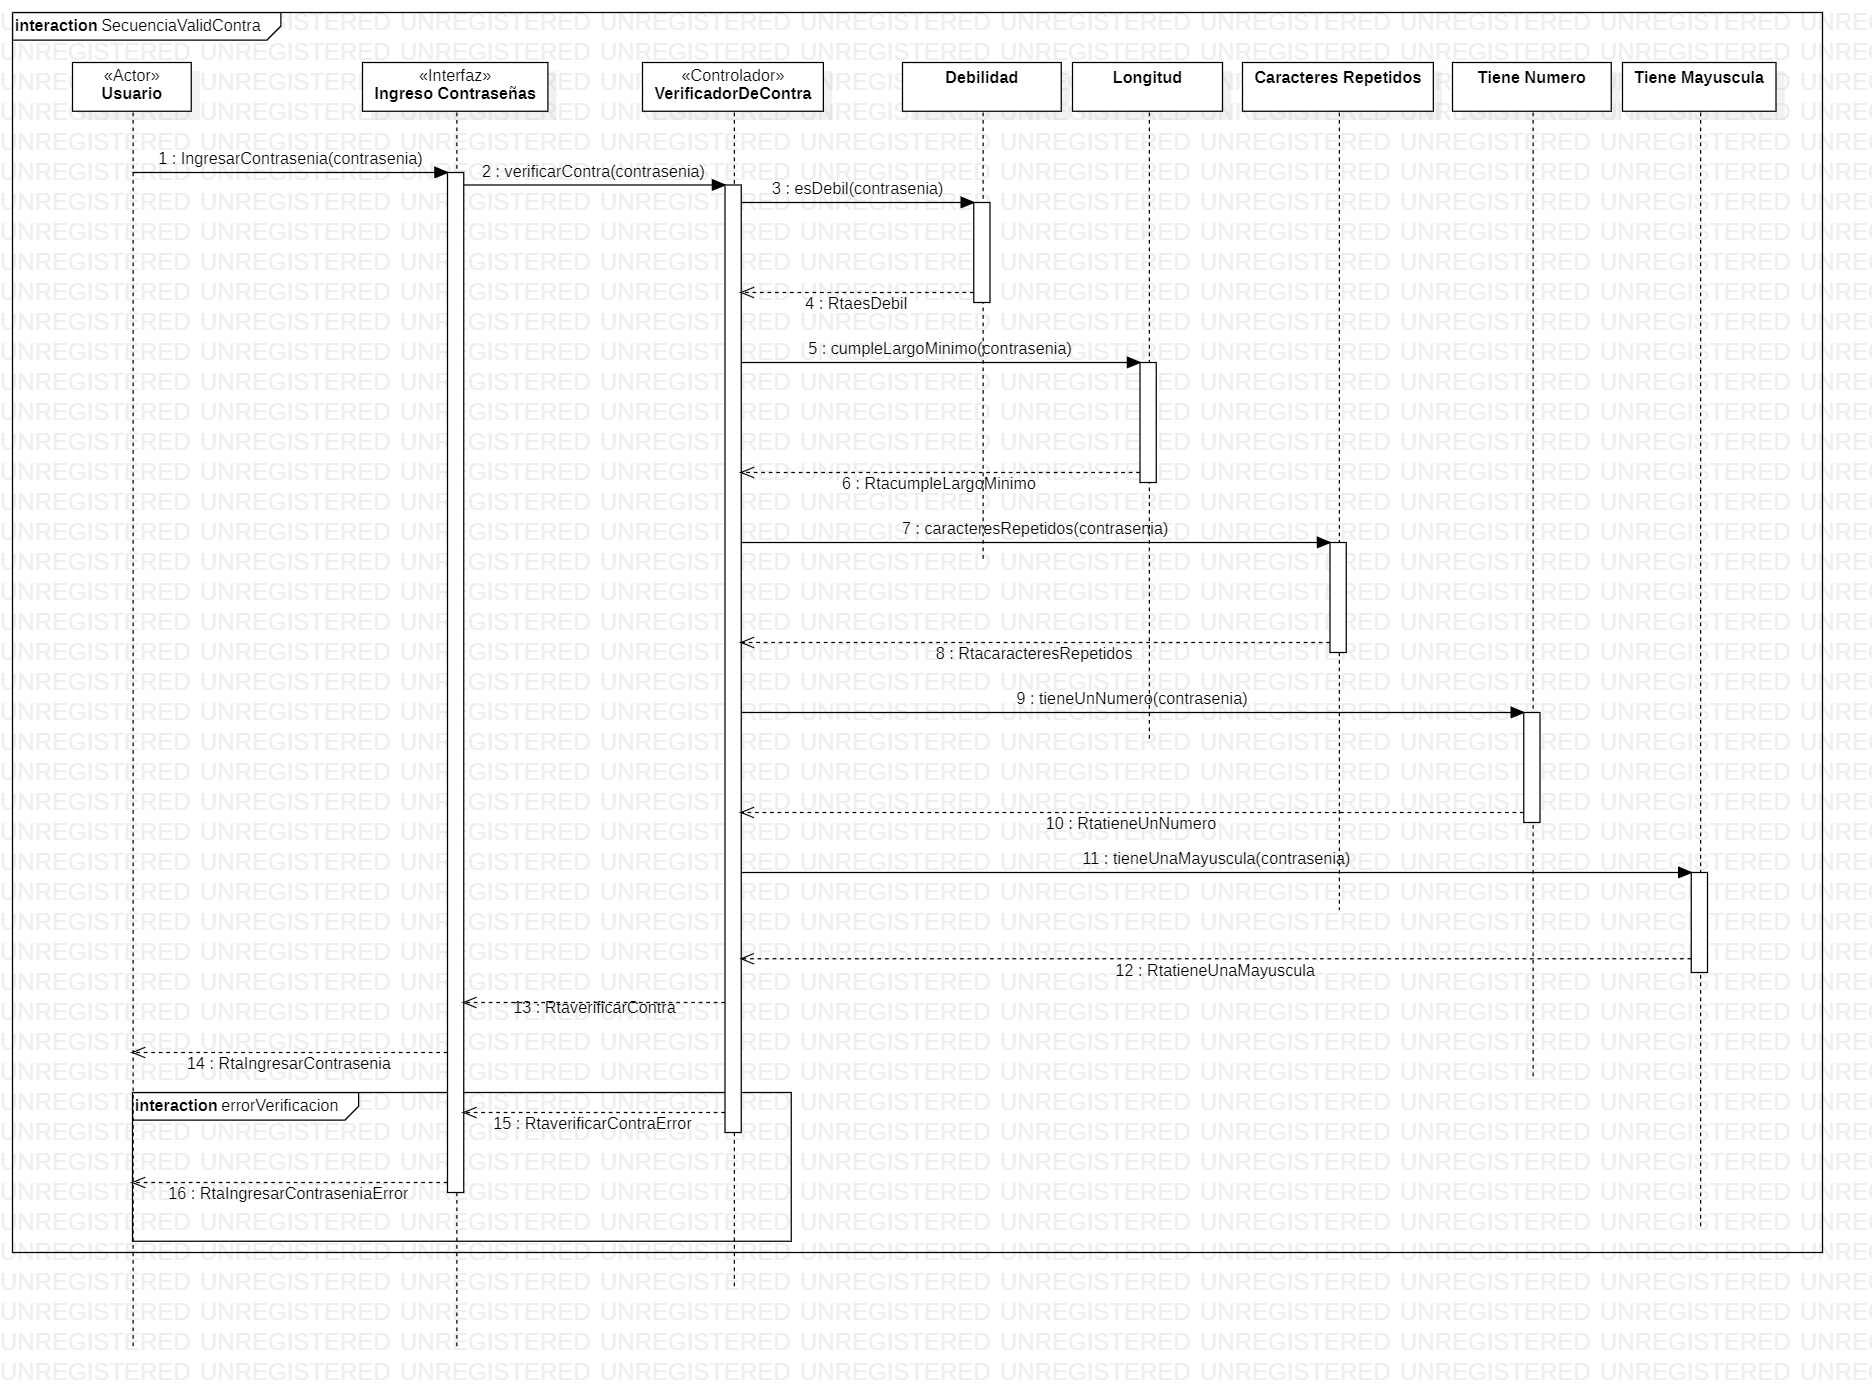 interaction SecuenciaValidContra
«Actor»
Usuario
«Interfaz»
Ingreso Contraseñas
«Controlador»
VerificadorDeContra
Debilidad
Longitud
Caracteres Repetidos
Tiene Numero
Tiene Mayuscula
1 : IngresarContrasenia(contrasenia)
2 : verificarContra(contrasenia)
3 : esDebil(contrasenia)
4 : RtaesDebil
5 : cumpleLargoMinimo(contrasenia)
6 : RtacumpleLargoMinimo
7 : caracteresRepetidos(contrasenia)
8 : RtacaracteresRepetidos
9 : tieneUnNumero(contrasenia)
10 : RtatieneUnNumero
11 : tieneUnaMayuscula(contrasenia)
12 : RtatieneUnaMayuscula
13 : RtaverificarContra
14 : RtaIngresarContrasenia
interaction errorVerificacion
15 : RtaverificarContraError
16 : RtaIngresarContraseniaError
UNREGISTERED